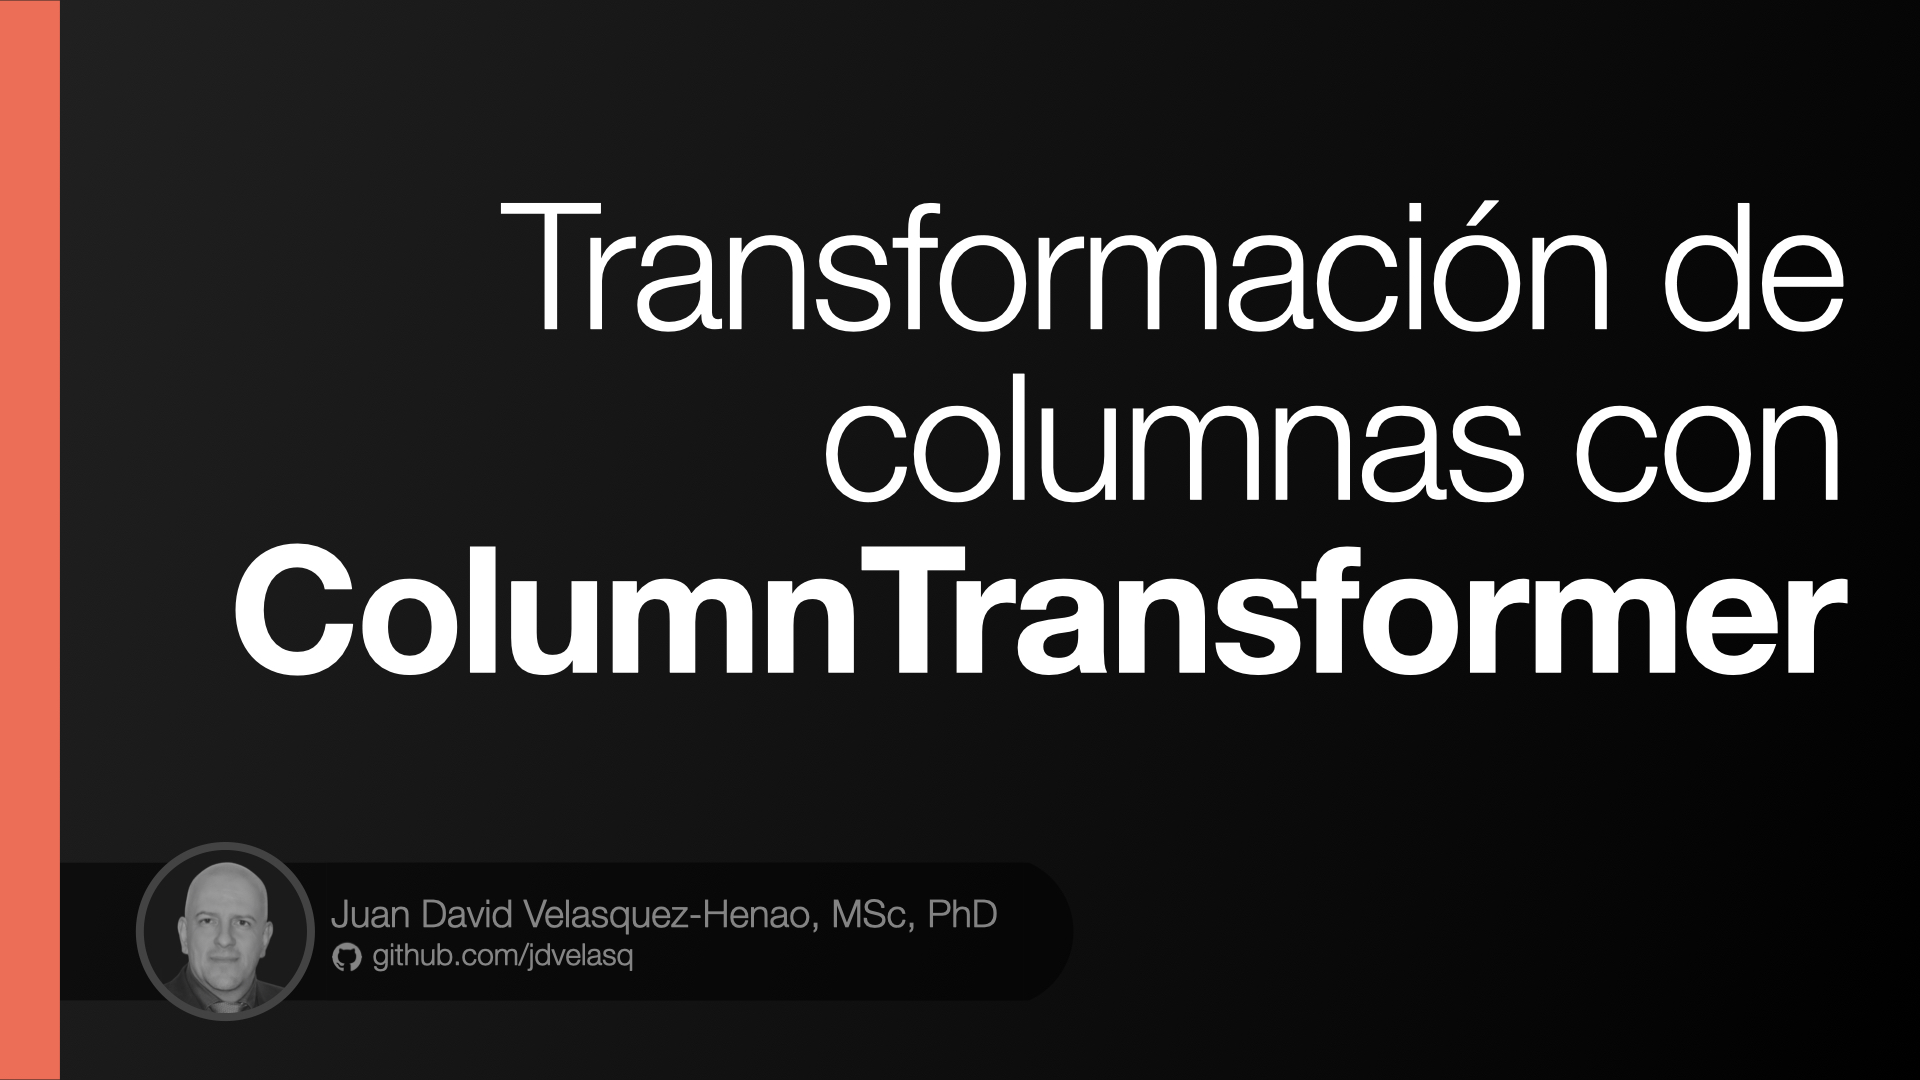 Transformación de
columnas con
ColumnTransformer
Juan David Velasquez-Henao, MSc, PhD
github.com/jdvelasq